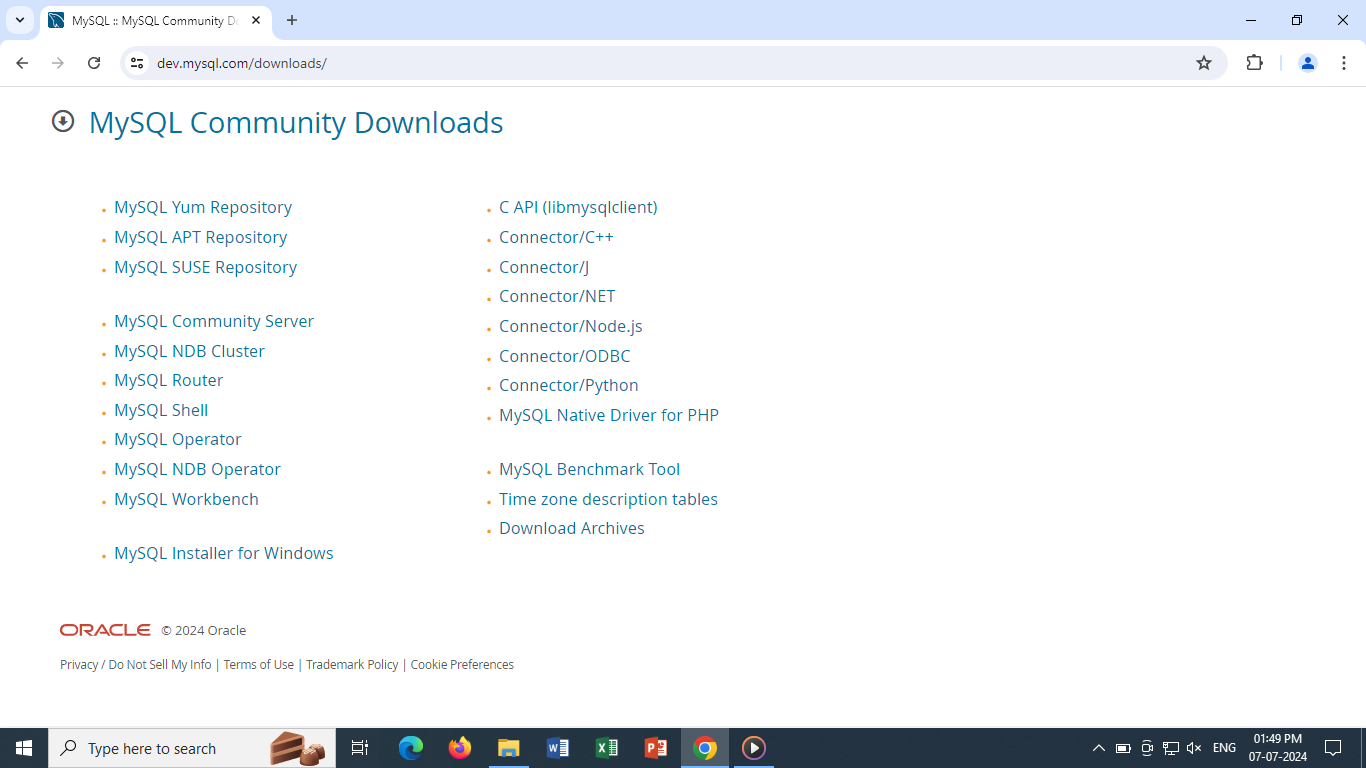 MySQL :: MySQL Community D
dev.mysql.com/downloads/
MySQL Community Downloads
MySQL Yum Repository
MySQL APT Repository
MySQL SUSE Repository
MySQL Community Server
MySQL NDB Cluster
MySQL Router
MySQL Shell
MySQL Operator
MySQL NDB Operator
MySQL Workbench
MySQL Installer for Windows
C API (libmysqlclient)
Connector/C++
Connector/J
Connector/NET
Connector/Node.js
Connector/ODBC
Connector/Python
MySQL Native Driver for PHP
MySQL Benchmark Tool
Time zone description tables
Download Archives
ORACLE © 2024 Oracle
Privacy / Do Not Sell My Info | Terms of Use | Trademark Policy | Cookie Preferences
Type here to search
ENG
01:49 PM
07-07-2024